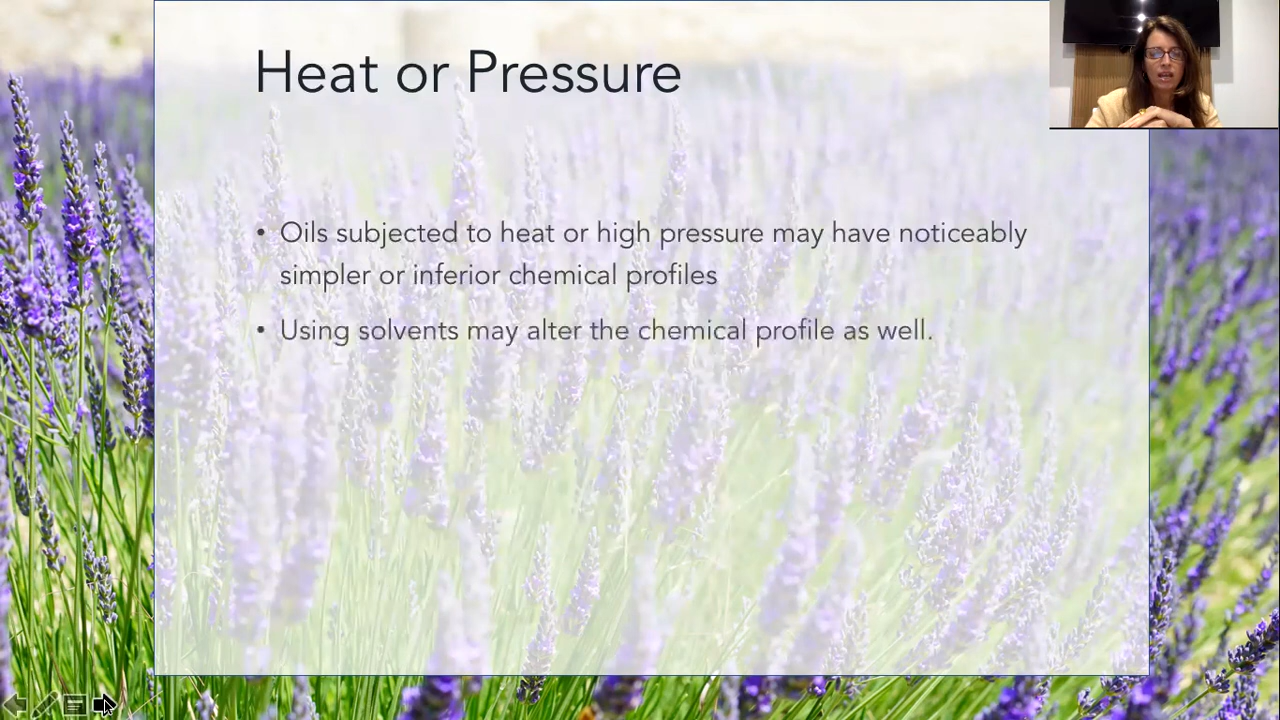 Heat or Pressure
• Oils subjected to heat or high pressure may have noticeably
simpler or inferior chemical profiles
• Using solvents may alter the chemical profile as well.